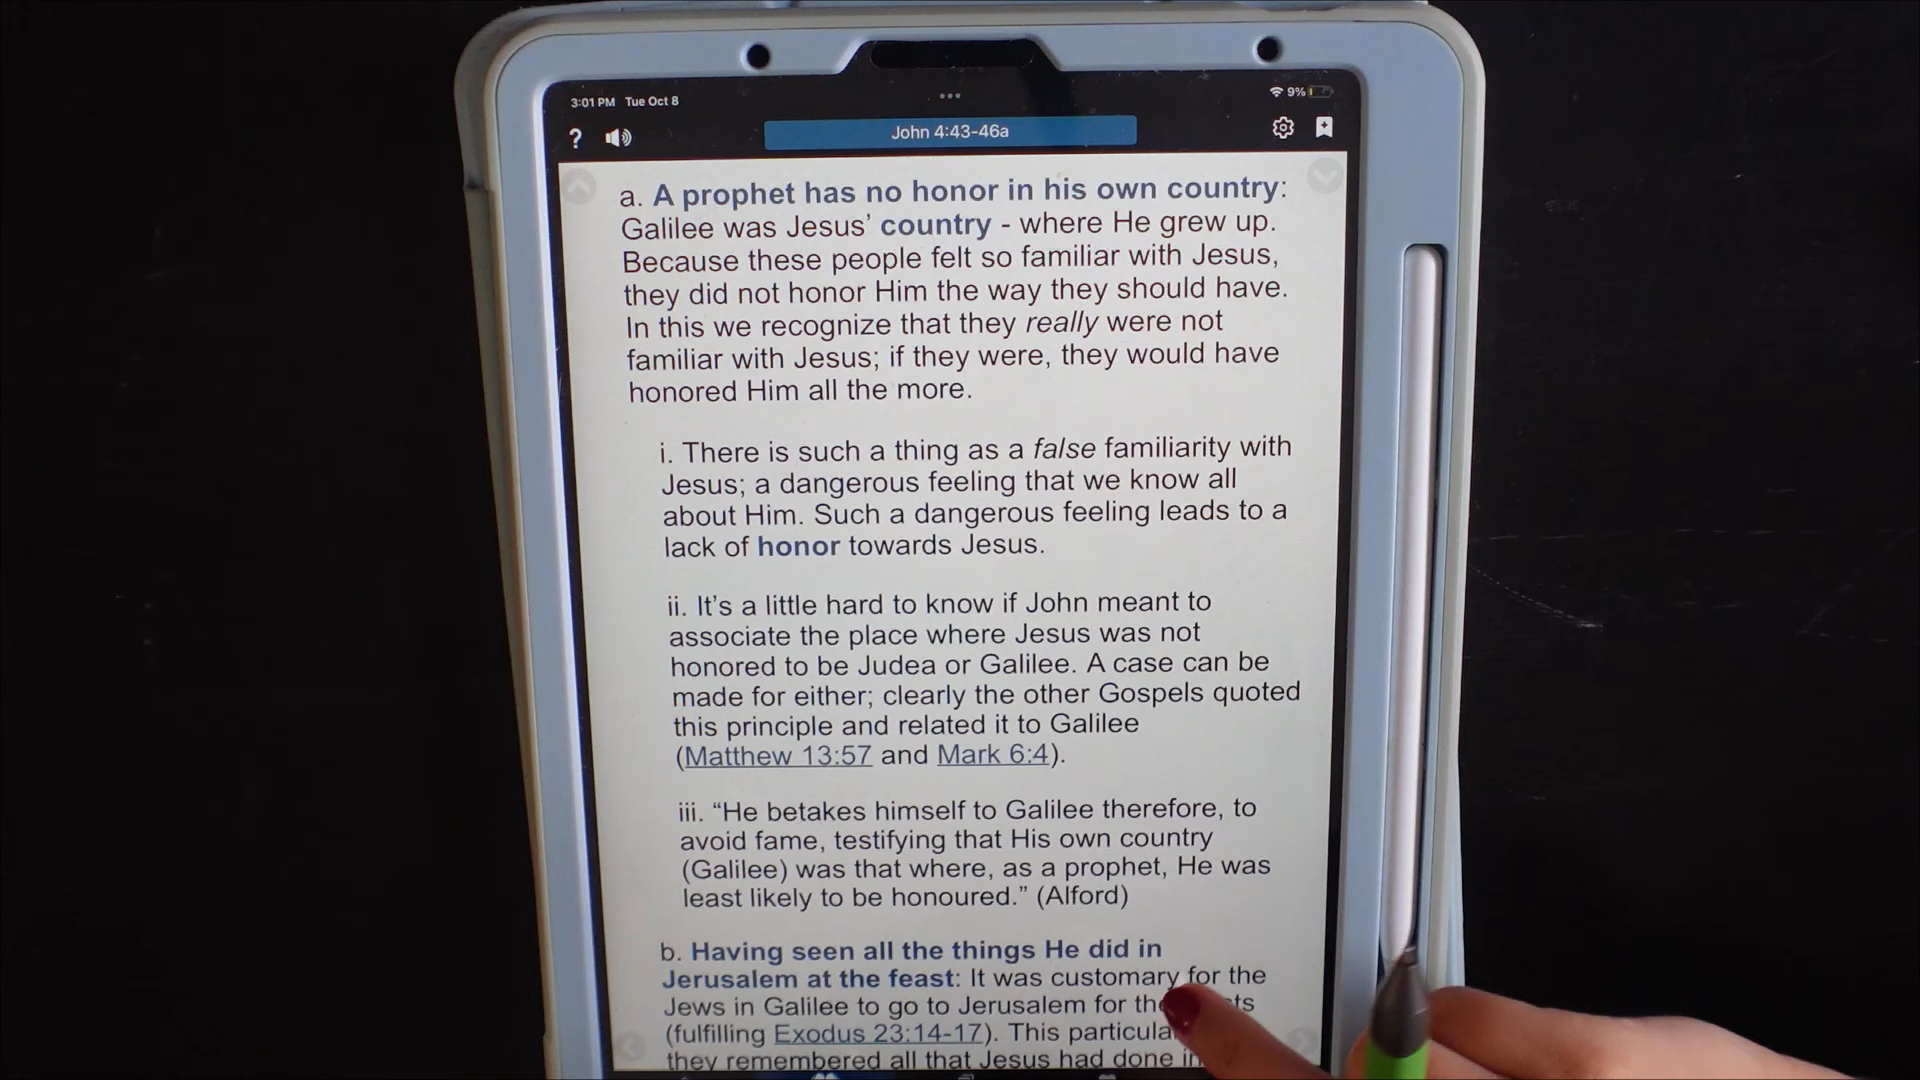 3:01 PM Tue Oct 8
9%
?
John 4:43-46a
a. A prophet has no honor in his own country:
Galilee was Jesus’ country - where He grew up.
Because these people felt so familiar with Jesus,
they did not honor Him the way they should have.
In this we recognize that they really were not
familiar with Jesus; if they were, they would have
honored Him all the more.
i. There is such a thing as a false familiarity with
Jesus; a dangerous feeling that we know all
about Him. Such a dangerous feeling leads to a
lack of honor towards Jesus.
ii. It’s a little hard to know if John meant to
associate the place where Jesus was not
honored to be Judea or Galilee. A case can be
made for either; clearly the other Gospels quoted
this principle and related it to Galilee
(Matthew 13:57 and Mark 6:4).
iii. “He betakes himself to Galilee therefore, to
avoid fame, testifying that His own country
(Galilee) was that where, as a prophet, He was
least likely to be honoured.” (Alford)
b. Having seen all the things He did in
Jerusalem at the feast: It was customary for the
Jews in Galilee to go to Jerusalem for
(fulfilling Exodus 23:14-17). This
they remembered all that Jesus had done